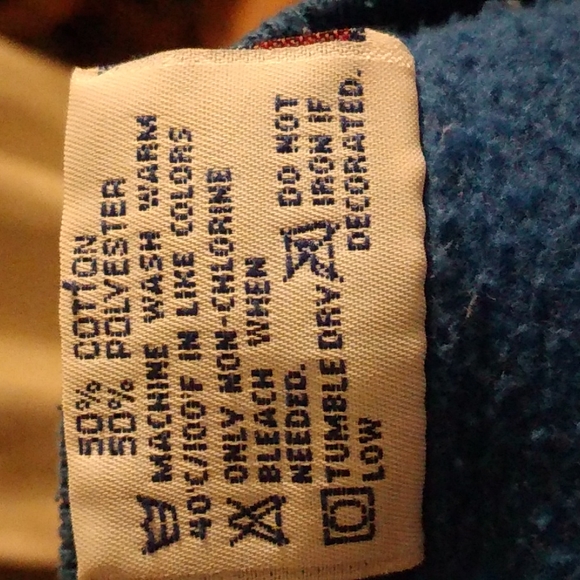 50% COTTON
50% POLYESTER
MACHINE WASH WARM
40°C/100°F IN LIKE COLORS
ONLY NON-CHLORINE
BLEACH WHEN
NEEDED.
TUMBLE DRY/
LOW
DO NOT
IRON IF
DECORATED.